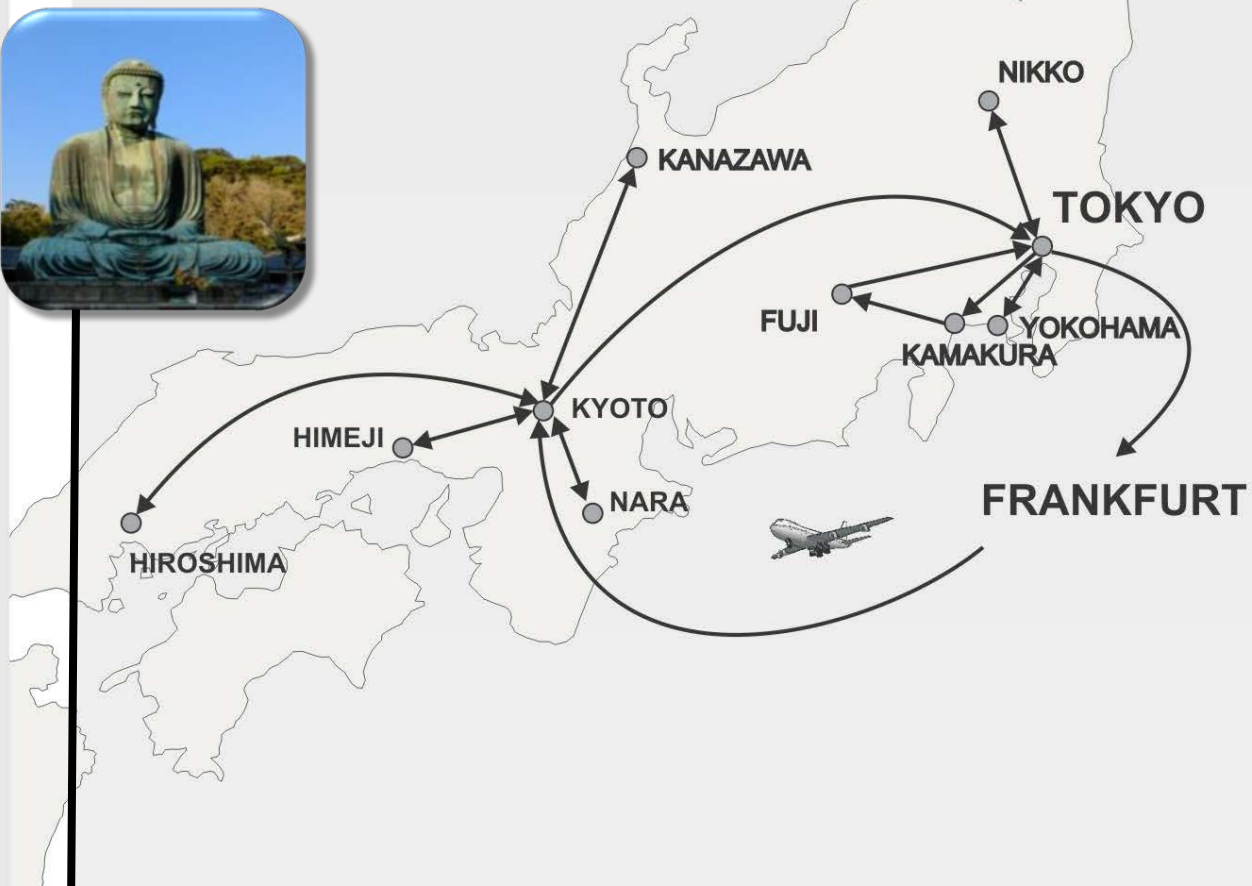 NIKKO
KANAZAWA
TOKYO
FUJI
YOKOHAMA
KAMAKURA
KYOTO
HIMEJI
NARA
FRANKFURT
HIROSHIMA